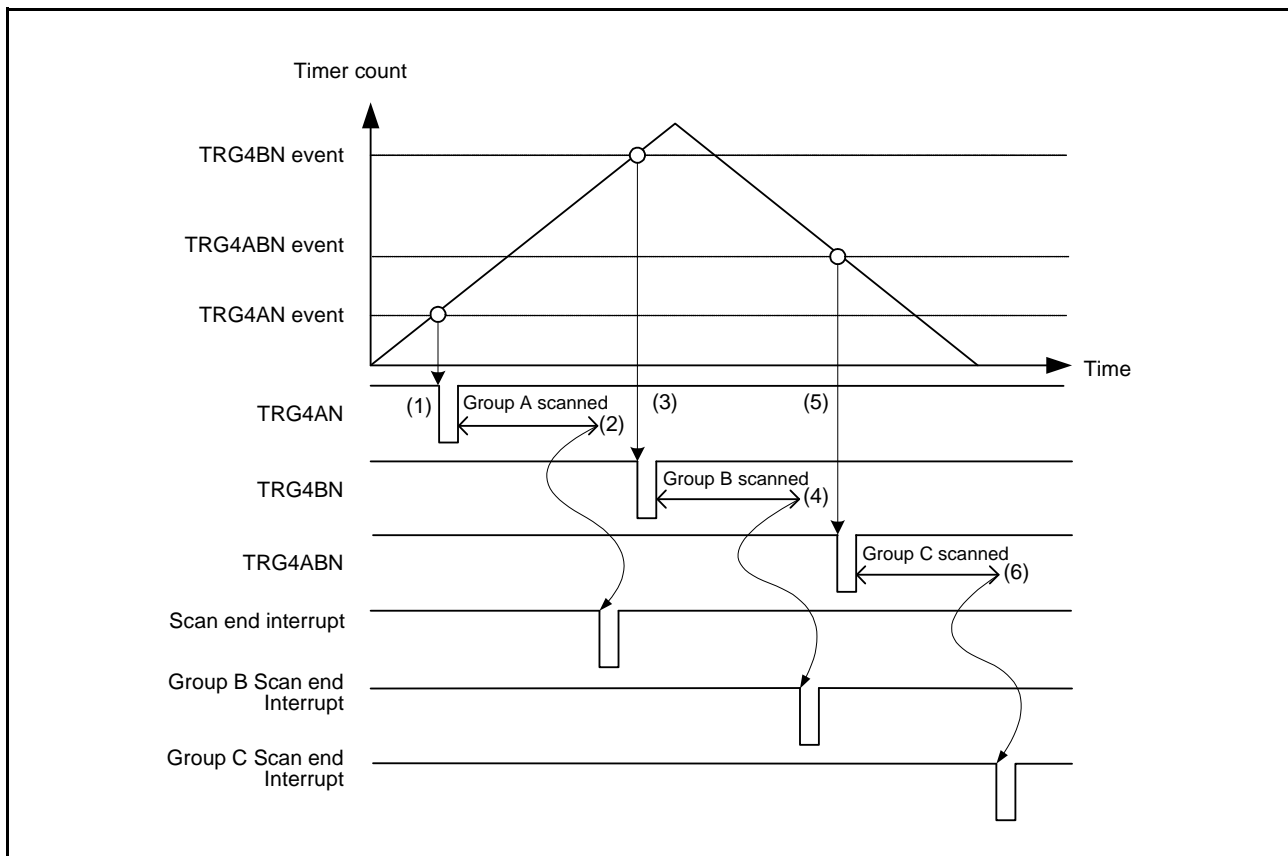 Timer count
TRG4BN event
TRG4ABN event
TRG4AN event
Time
TRG4AN
(1)
Group A scanned
(2)
(3)
(5)
TRG4BN
Group B scanned
(4)
TRG4ABN
Group C scanned
(6)
Scan end interrupt
Group B Scan end
Interrupt
Group C Scan end
Interrupt